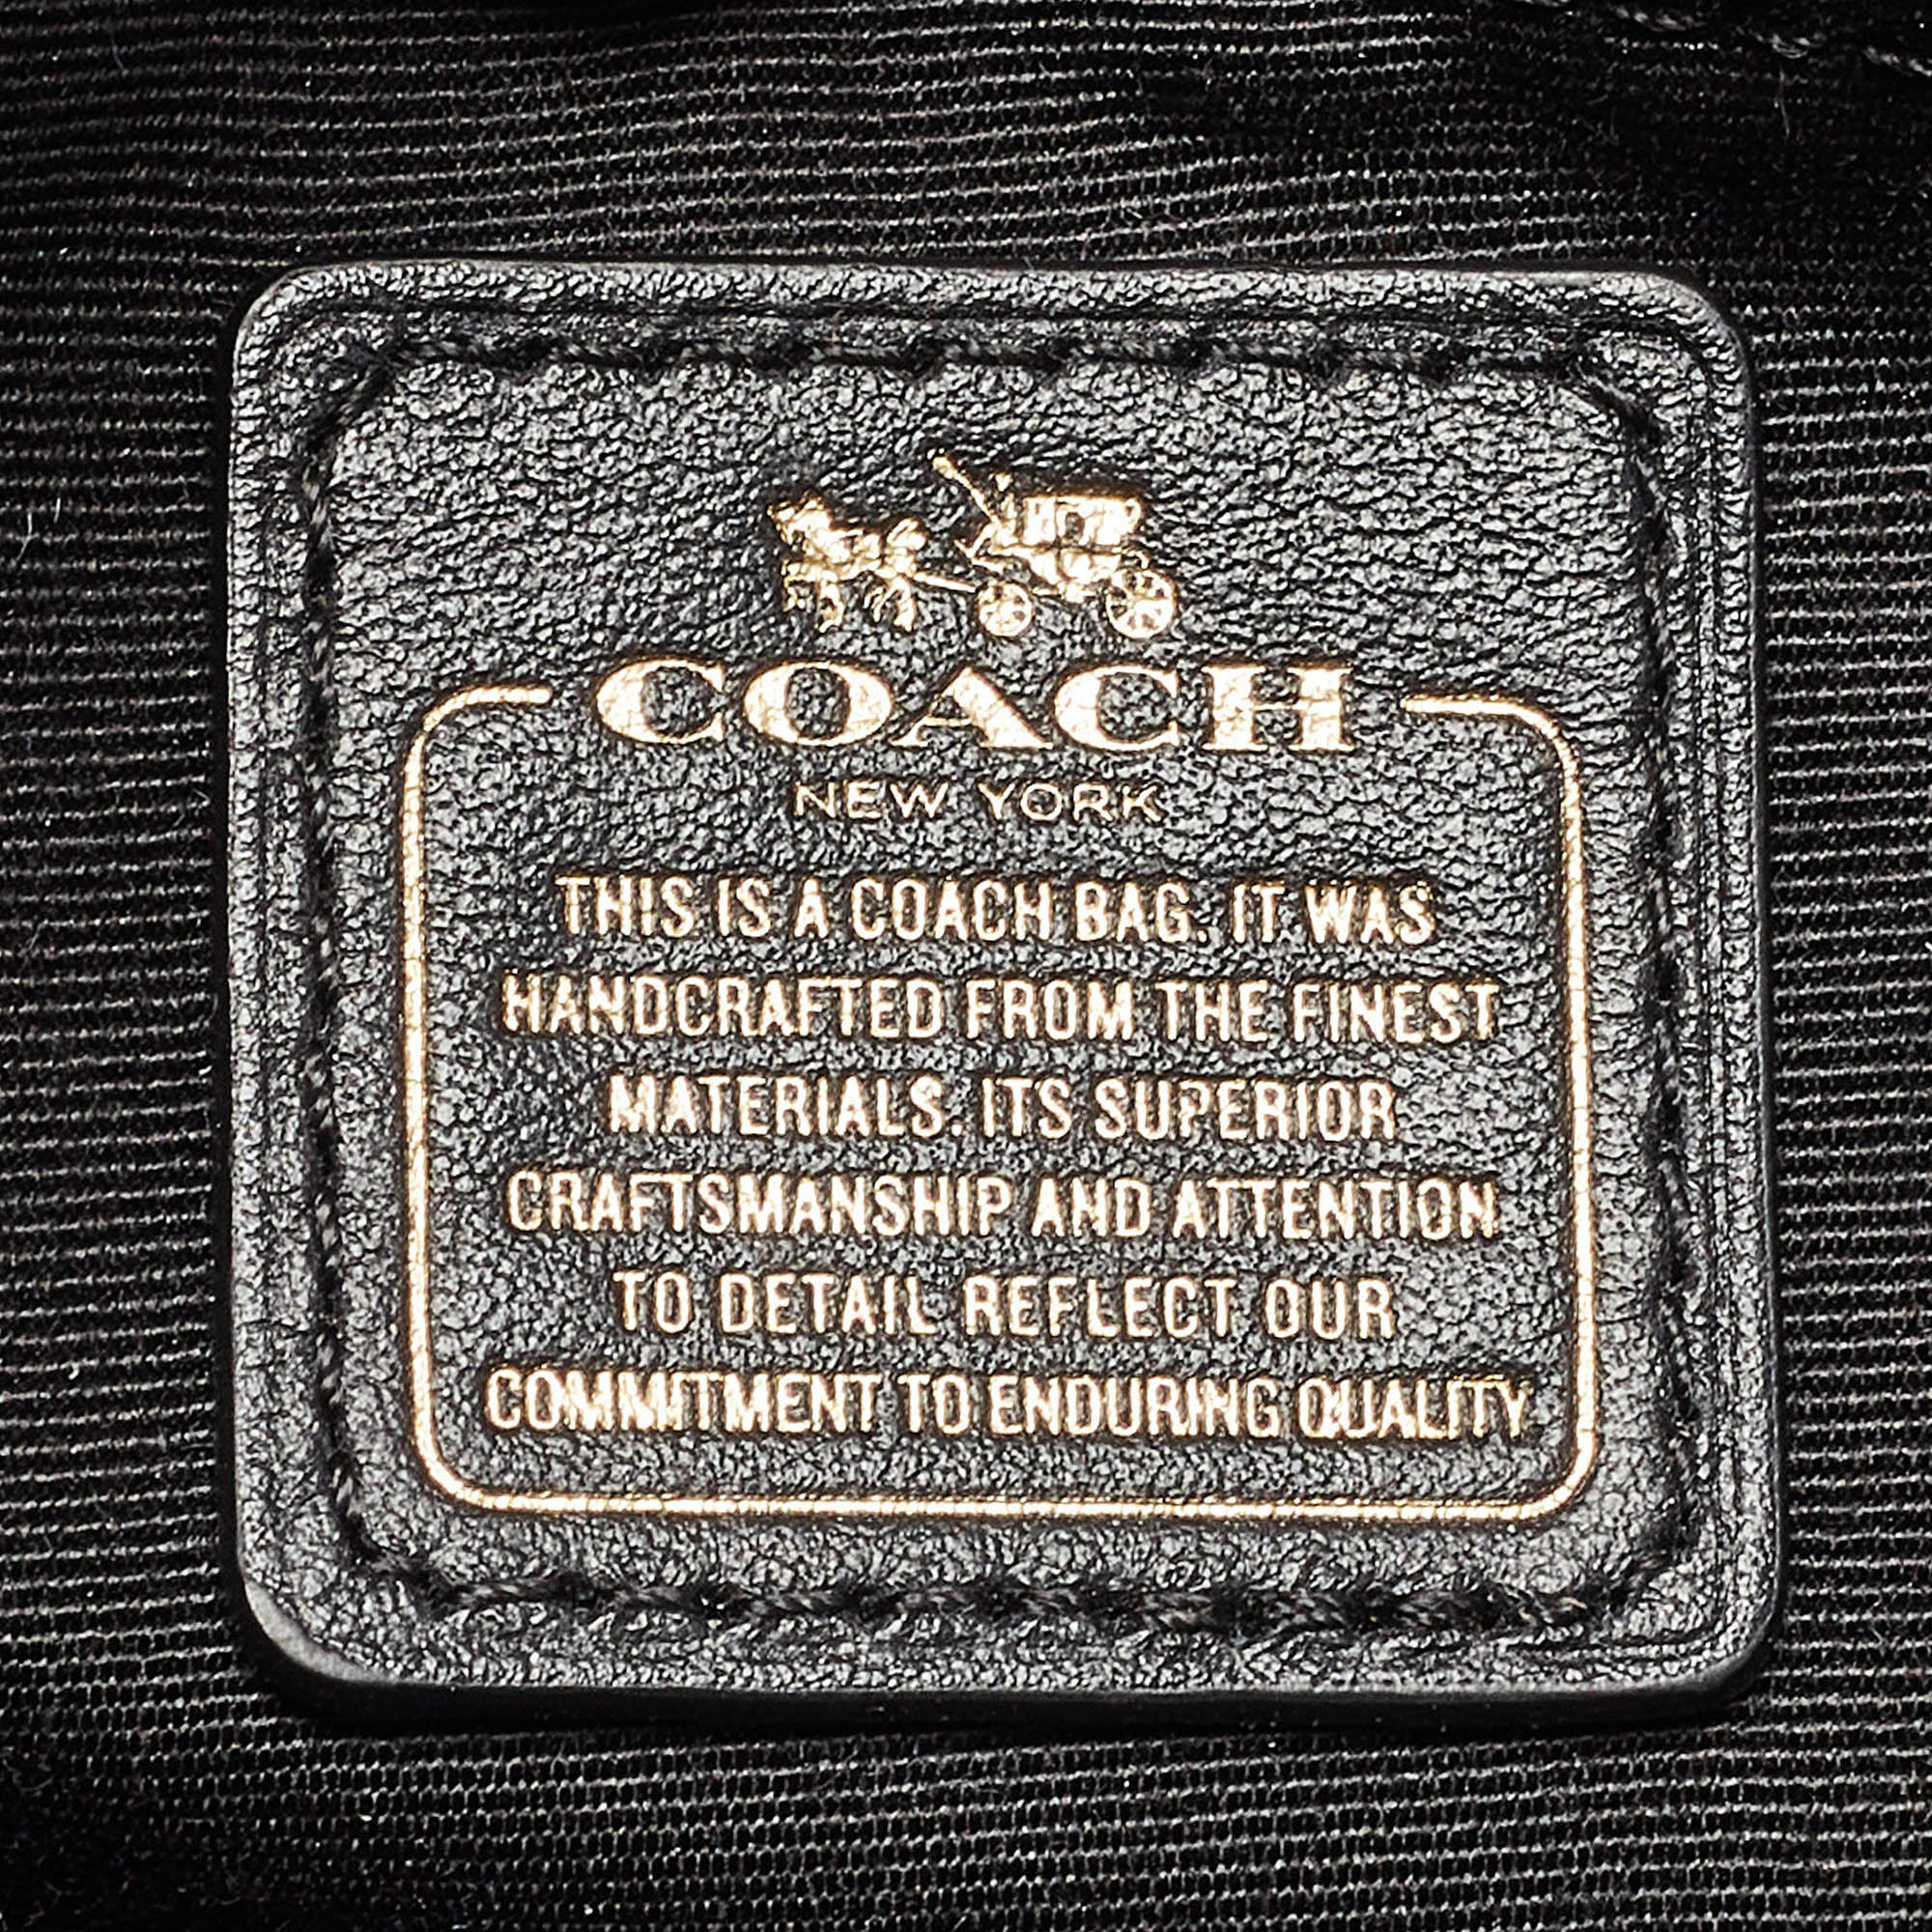 COACH
NEW YORK
THIS IS A COACH BAG. IT WAS
HANDCRAFTED FROM THE FINEST
MATERIALS. ITS SUPERIOR
CRAFTSMANSHIP AND ATTENTION
TO DETAIL REFLECT OUR
COMMITMENT TO ENDURING QUALITY.